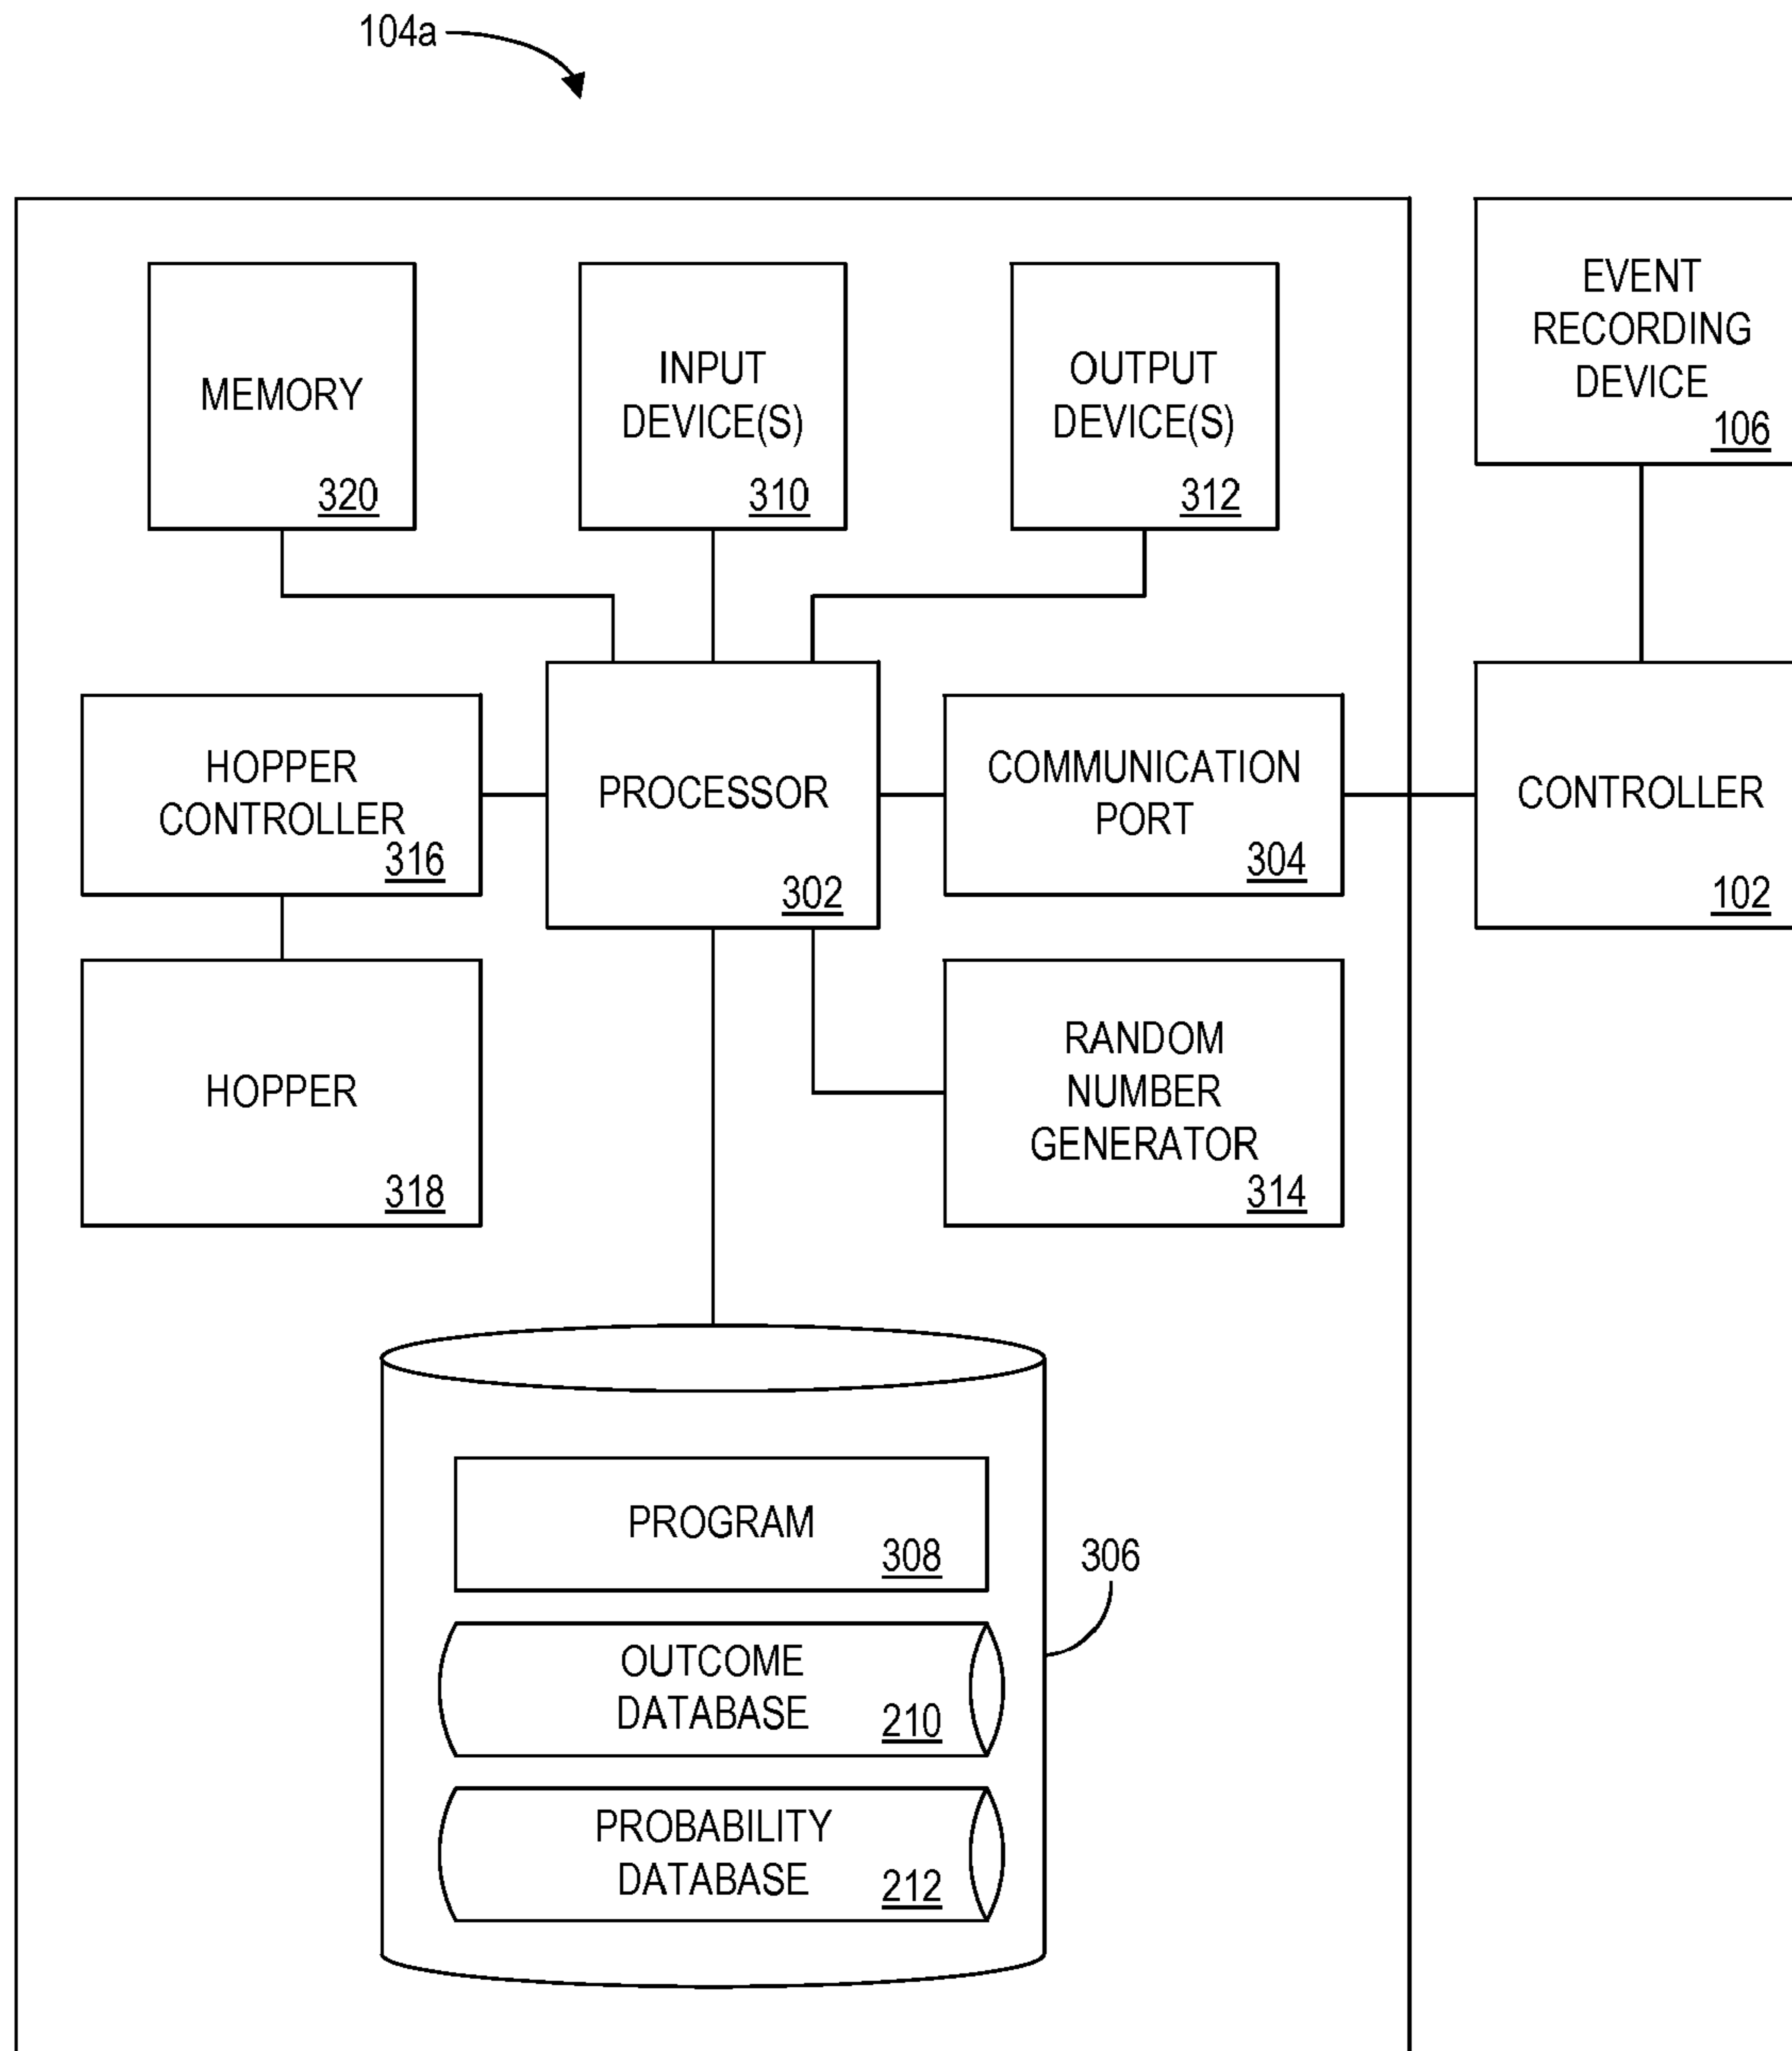 104a
MEMORY
320
INPUT
DEVICE(S)
310
OUTPUT
DEVICE(S)
312
EVENT
RECORDING
DEVICE
106
HOPPER
CONTROLLER
316
PROCESSOR
302
COMMUNICATION
PORT
304
CONTROLLER
102
HOPPER
318
RANDOM
NUMBER
GENERATOR
314
PROGRAM
308
306
OUTCOME
DATABASE
210
PROBABILITY
DATABASE
212